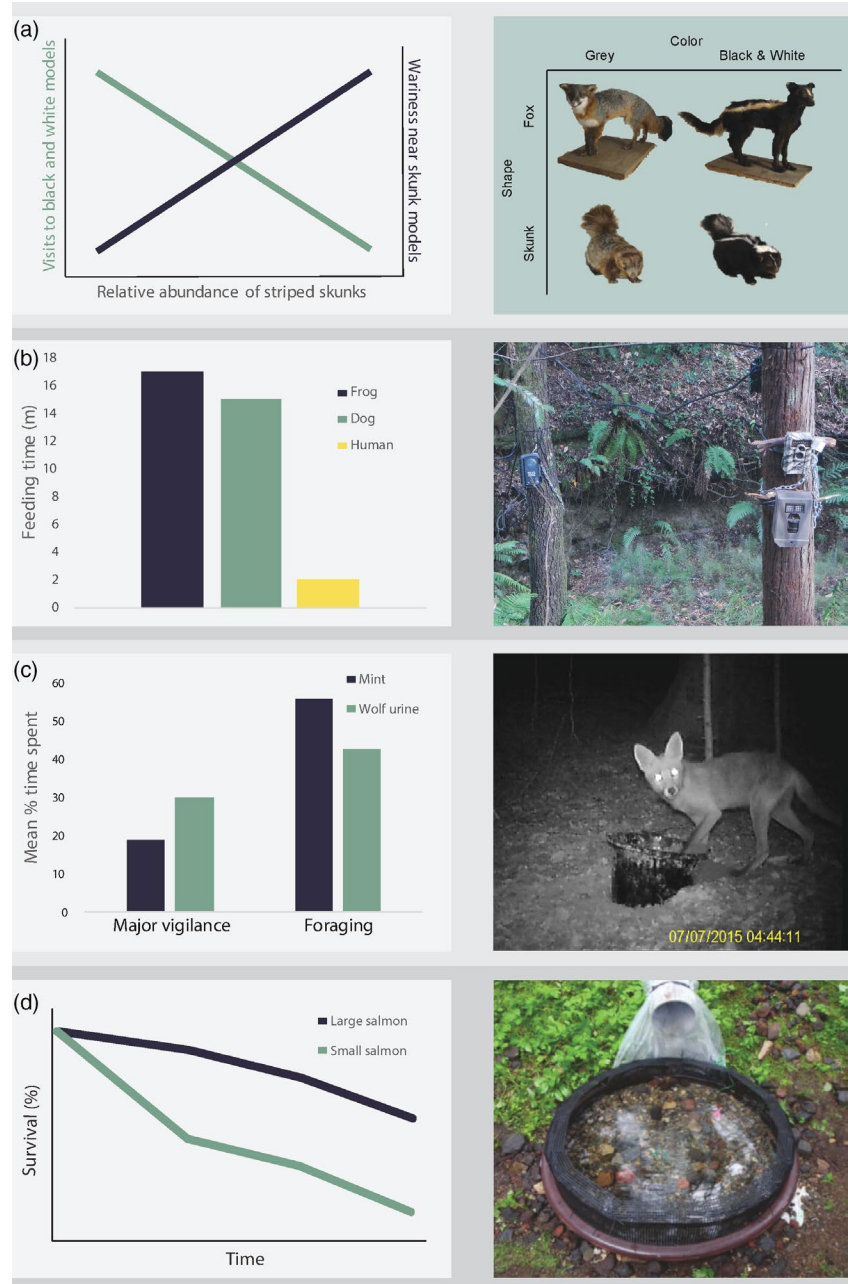 (a)
Visits to black and white models
Wariness near skunk models
Relative abundance of striped skunks
Color
Grey
Black & White
Shape
Fox
Skunk
(b)
Feeding time (m)
18
16
14
12
10
8
6
4
2
0
Frog
Dog
Human
(c)
Mean % time spent
60
50
40
30
20
10
0
Mint
Wolf urine
Major vigilance
Foraging
07/07/2015 04:44:11
(d)
Survival (%)
Large salmon
Small salmon
Time